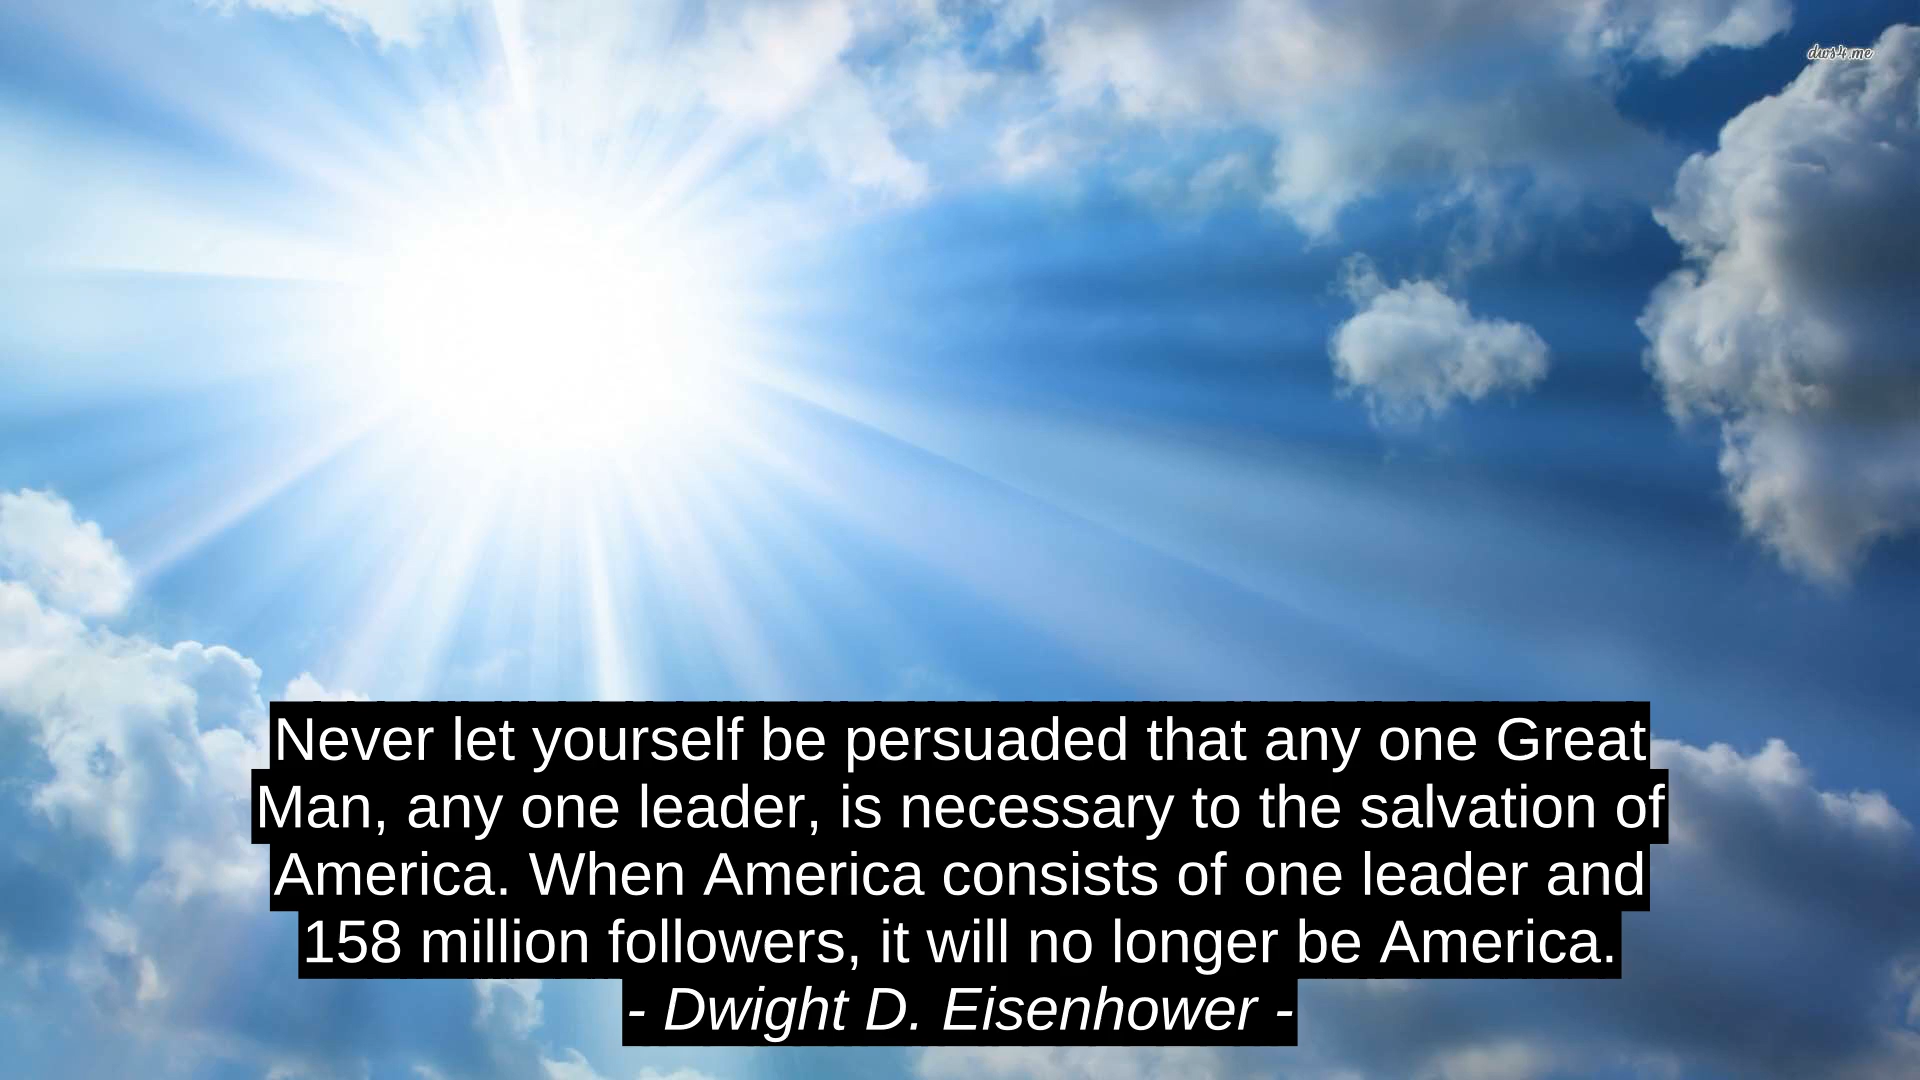 dws4.me
Never let yourself be persuaded that any one Great
Man, any one leader, is necessary to the salvation of
America. When America consists of one leader and
158 million followers, it will no longer be America.
- Dwight D. Eisenhower -